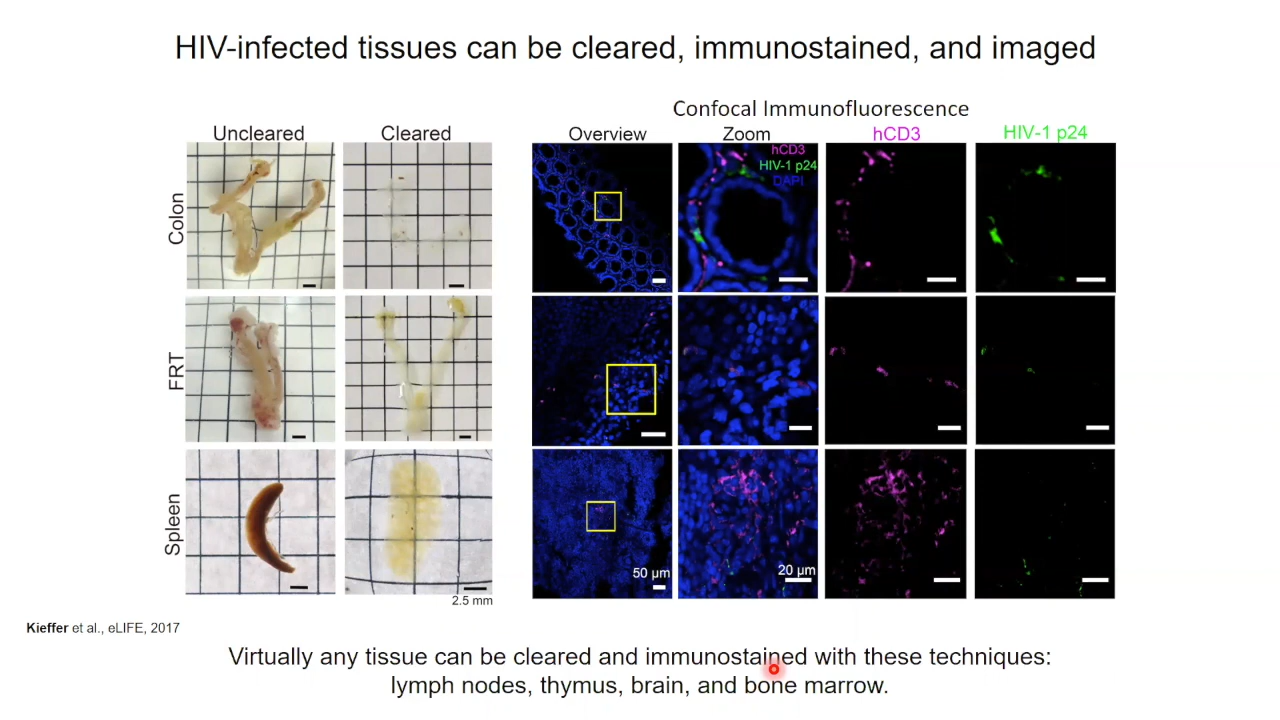 HIV-infected tissues can be cleared, immunostained, and imaged
Confocal Immunofluorescence
Uncleared
Cleared
Overview
Zoom
hCD3
HIV-1 p24
Colon
hCD3
HIV-1 p24
DAPI
FRT
Spleen
50 µm
20 µm
2.5 mm
Kieffer et al., eLIFE, 2017
Virtually any tissue can be cleared and immunostained with these techniques:
lymph nodes, thymus, brain, and bone marrow.